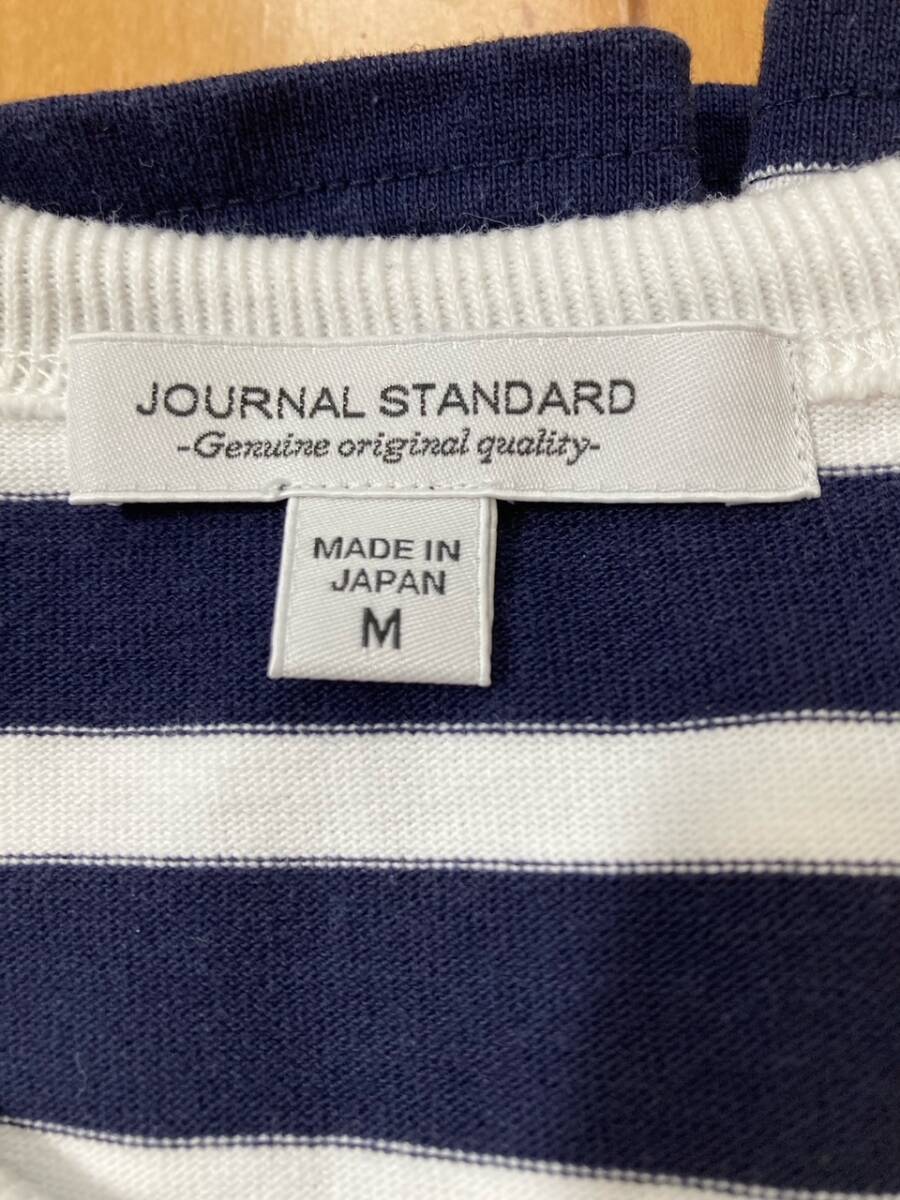 JOURNAL STANDARD
-Genuine original quality-
MADE IN
JAPAN
M